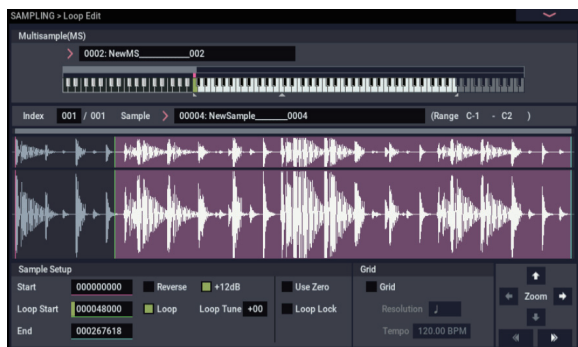 SAMPLING > Loop Edit
Multisample(MS)
0002: NewMS__________002
Index 001 / 001 Sample 00004: NewSample______0004 (Range C-1 - C2 )
Sample Setup Grid
Start 000000000 Reverse +12dB Use Zero Grid
Loop Start 000048000 Loop Loop Tune +00 Loop Lock Resolution ♩ Zoom
End 000267618 Tempo 120.00 BPM